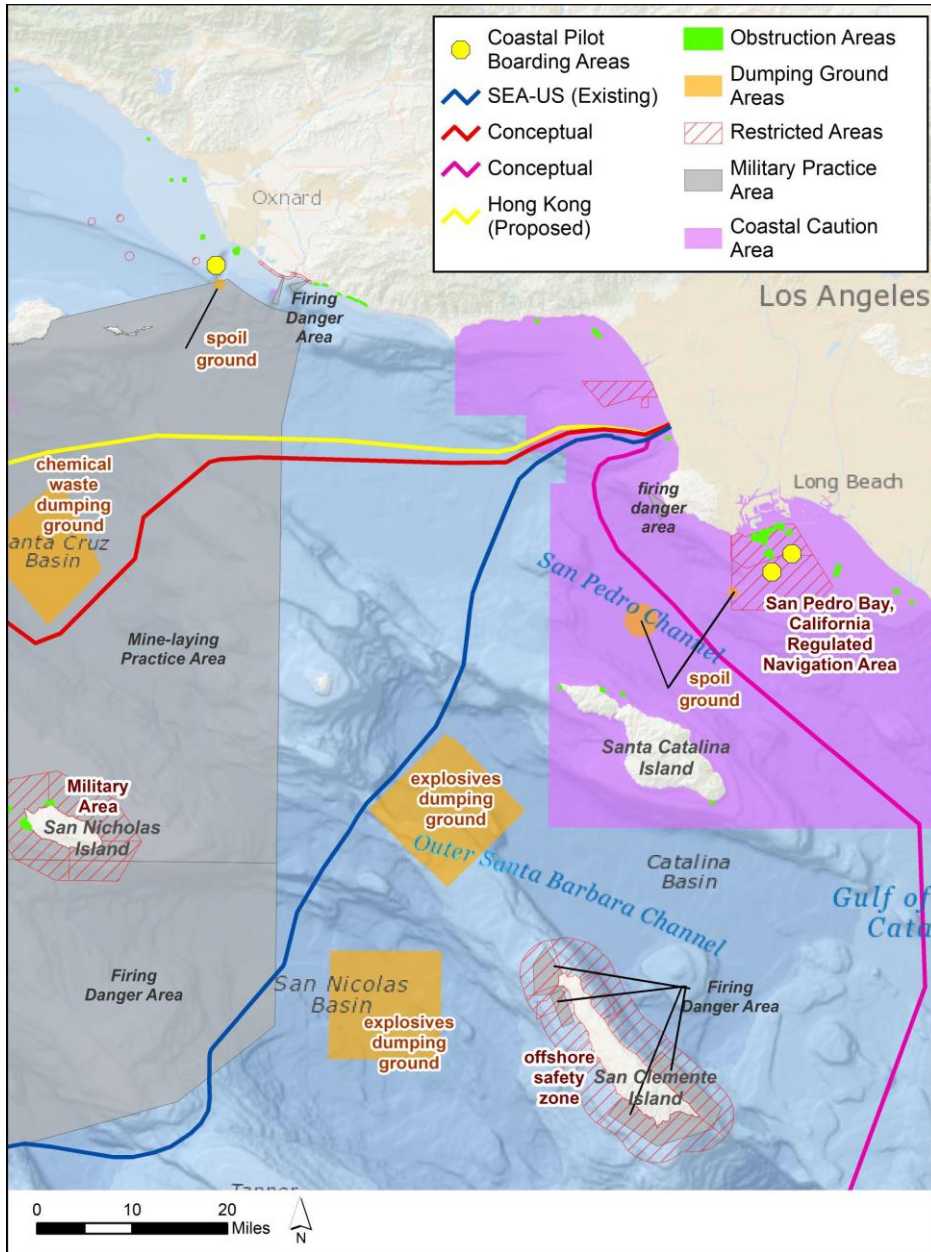 Coastal Pilot
Boarding Areas
SEA-US (Existing)
Conceptual
Conceptual
Hong Kong
(Proposed)
Obstruction Areas
Dumping Ground
Areas
Restricted Areas
Military Practice
Area
Coastal Caution
Area
Oxnard
Los Angeles
Firing
Danger
Area
spoil
ground
chemical
waste
dumping
ground
anta Cruz
Basin
firing
danger
area
Long Beach
San Pedro Channel
San Pedro Bay,
California
Regulated
Navigation Area
Mine-laying
Practice Area
spoil
ground
Santa Catalina
Island
Military
Area
San Nicholas
Island
explosives
dumping
ground
Outer Santa Barbara Channel
Catalina
Basin
Gulf of
Cata
Firing
Danger Area
San Nicolas
Basin
explosives
dumping
ground
Firing
Danger Area
offshore
safety
zone
San Clemente
Island
0 10 20
Miles
N